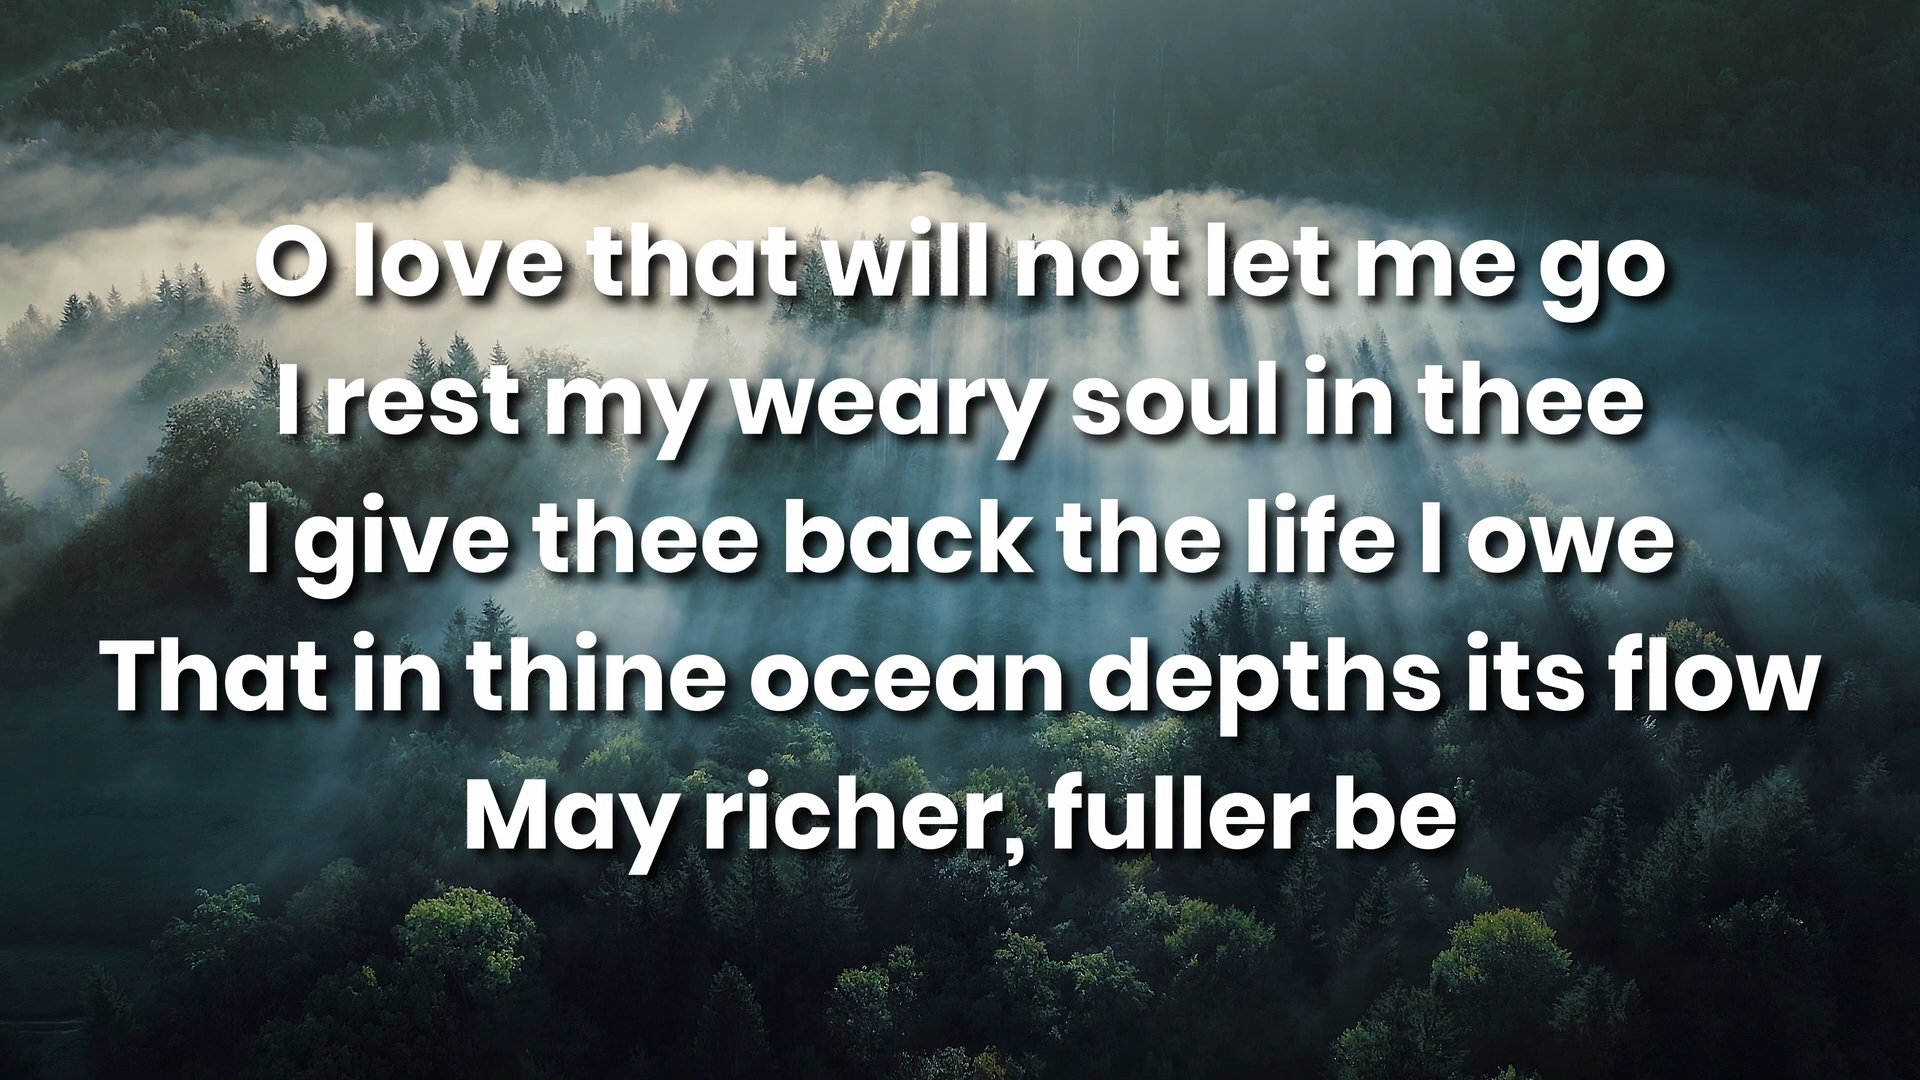 O love that will not let me go
I rest my weary soul in thee
I give thee back the life I owe
That in thine ocean depths its flow
May richer, fuller be